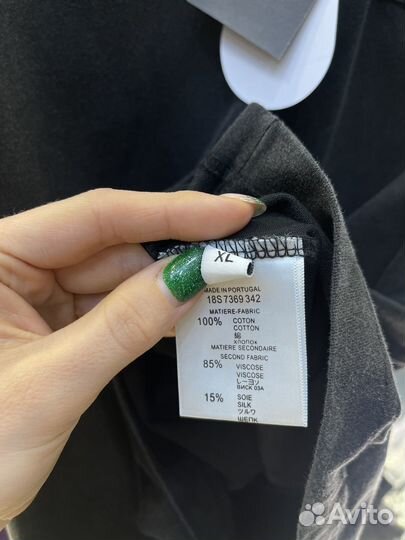 XL
MADE IN PORTUGAL
18S 7369 342
MATIERE-FABRIC
100% COTON
COTTON
綿
хлопок
MATIERE SECONDAIRE
SECOND FABRIC
85% VISCOSE
VISCOSE
レーヨン
ВИСКОЗА
15% SOIE
SILK
シルク
ШЕЛК
Avito